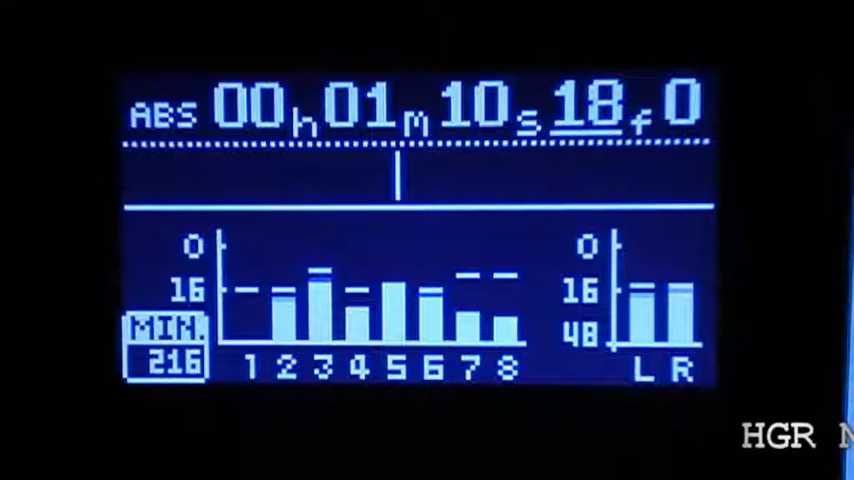 ABS 00h01M10S18f0
0 0
16 16
MIN. 48
216 1 2 3 4 5 6 7 8 L R
HGR